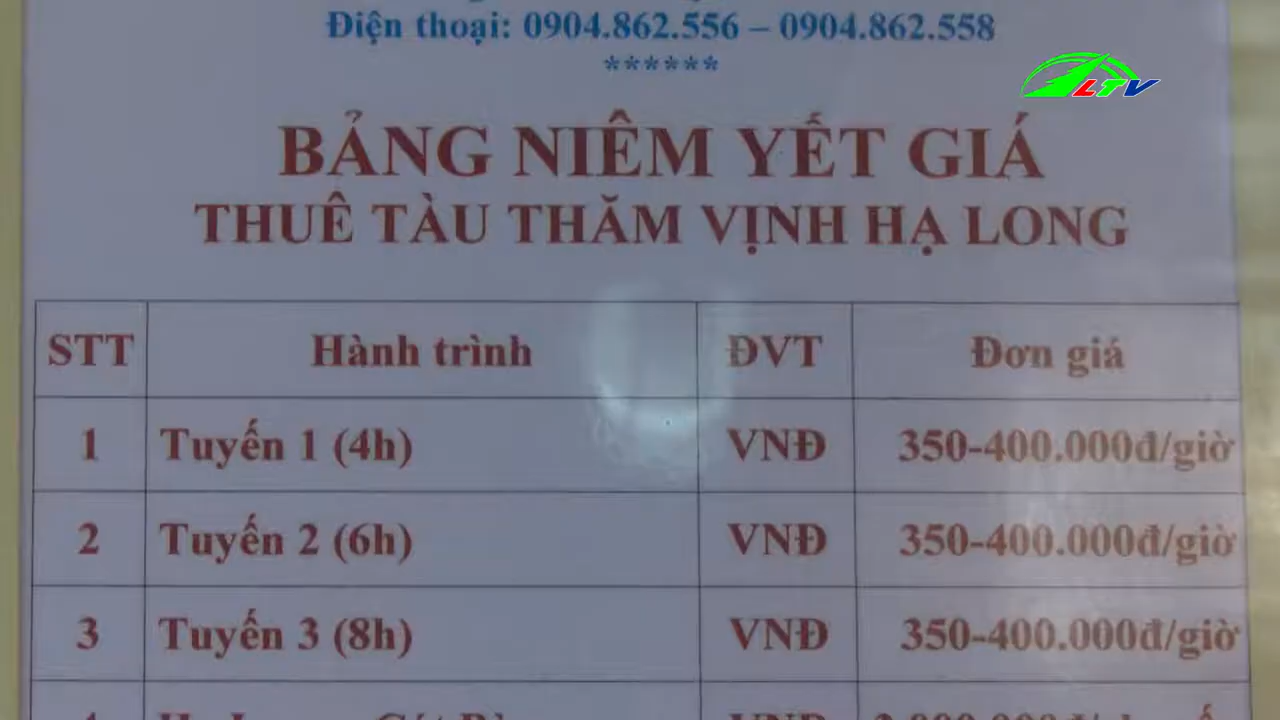 Điện thoại: 0904.862.556 – 0904.862.558
******
LTV
BẢNG NIÊM YẾT GIÁ
THUÊ TÀU THĂM VỊNH HẠ LONG
STT Hành trình ĐVT Đơn giá
1 Tuyến 1 (4h) VNĐ 350-400.000đ/giờ
2 Tuyến 2 (6h) VNĐ 350-400.000đ/giờ
3 Tuyến 3 (8h) VNĐ 350-400.000đ/giờ